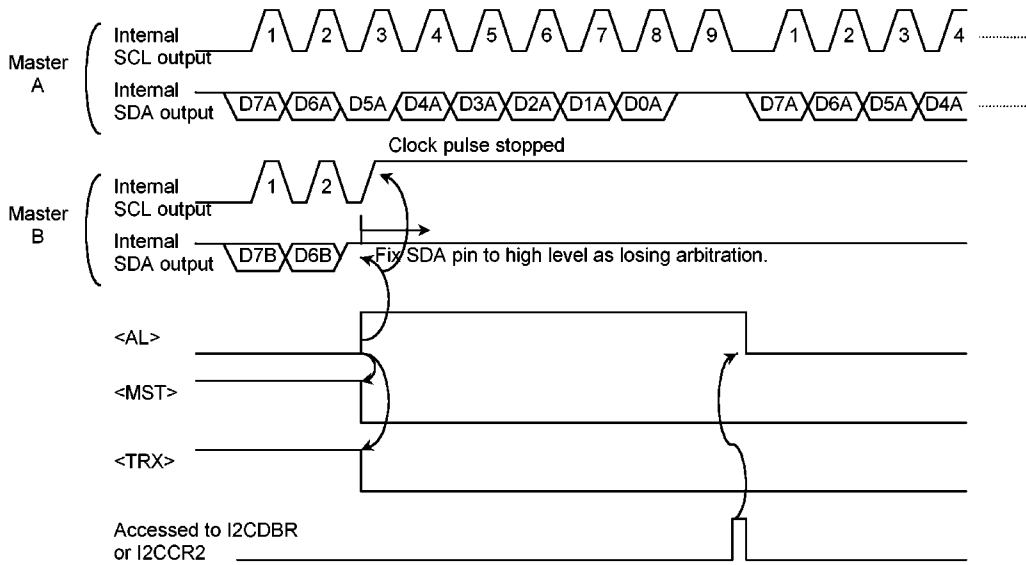 Master
A
Internal
SCL output
1 2 3 4 5 6 7 8 9 1 2 3 4
Internal
SDA output
D7A D6A D5A D4A D3A D2A D1A D0A D7A D6A D5A D4A
Clock pulse stopped
Master
B
Internal
SCL output
1 2
Internal
SDA output
D7B D6B
Fix SDA pin to high level as losing arbitration.
<AL>
<MST>
<TRX>
Accessed to I2CDBR
or I2CCR2